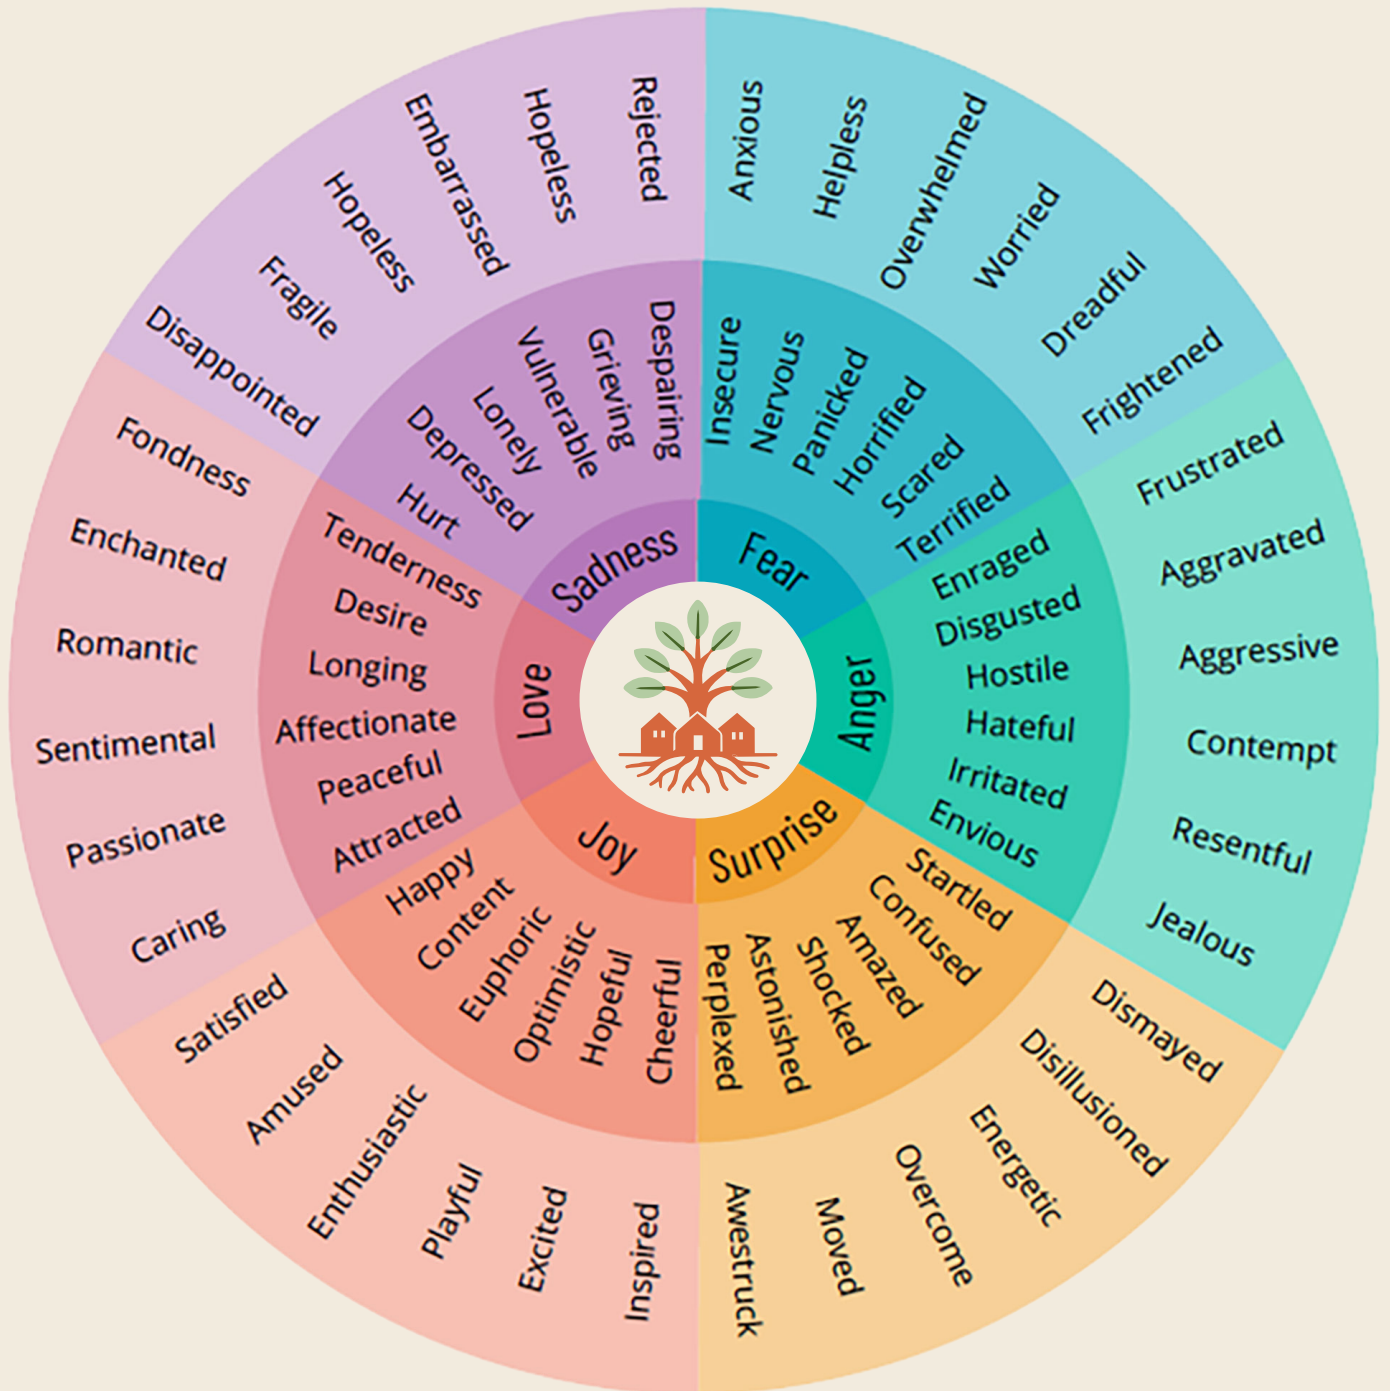 Fear
Insecure
Nervous
Panicked
Horrified
Scared
Terrified
Anxious
Helpless
Overwhelmed
Worried
Dreadful
Frightened
Anger
Enraged
Disgusted
Hostile
Hateful
Irritated
Envious
Frustrated
Aggravated
Aggressive
Contempt
Resentful
Jealous
Surprise
Startled
Confused
Amazed
Shocked
Astonished
Perplexed
Dismayed
Disillusioned
Energetic
Overcome
Moved
Awestruck
Joy
Cheerful
Hopeful
Optimistic
Euphoric
Content
Happy
Inspired
Excited
Playful
Enthusiastic
Amused
Satisfied
Love
Attracted
Peaceful
Affectionate
Longing
Desire
Tenderness
Caring
Passionate
Sentimental
Romantic
Enchanted
Fondness
Sadness
Hurt
Depressed
Lonely
Vulnerable
Grieving
Despairing
Disappointed
Fragile
Hopeless
Embarrassed
Hopeless
Rejected